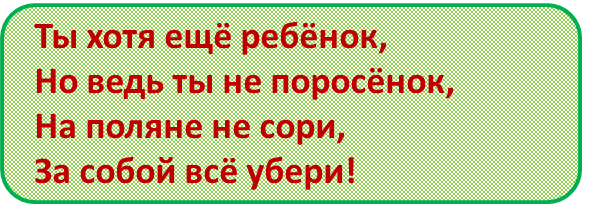 Ты хотя ещё ребёнок,
Но ведь ты не поросёнок,
На поляне не сори,
За собой всё убери!